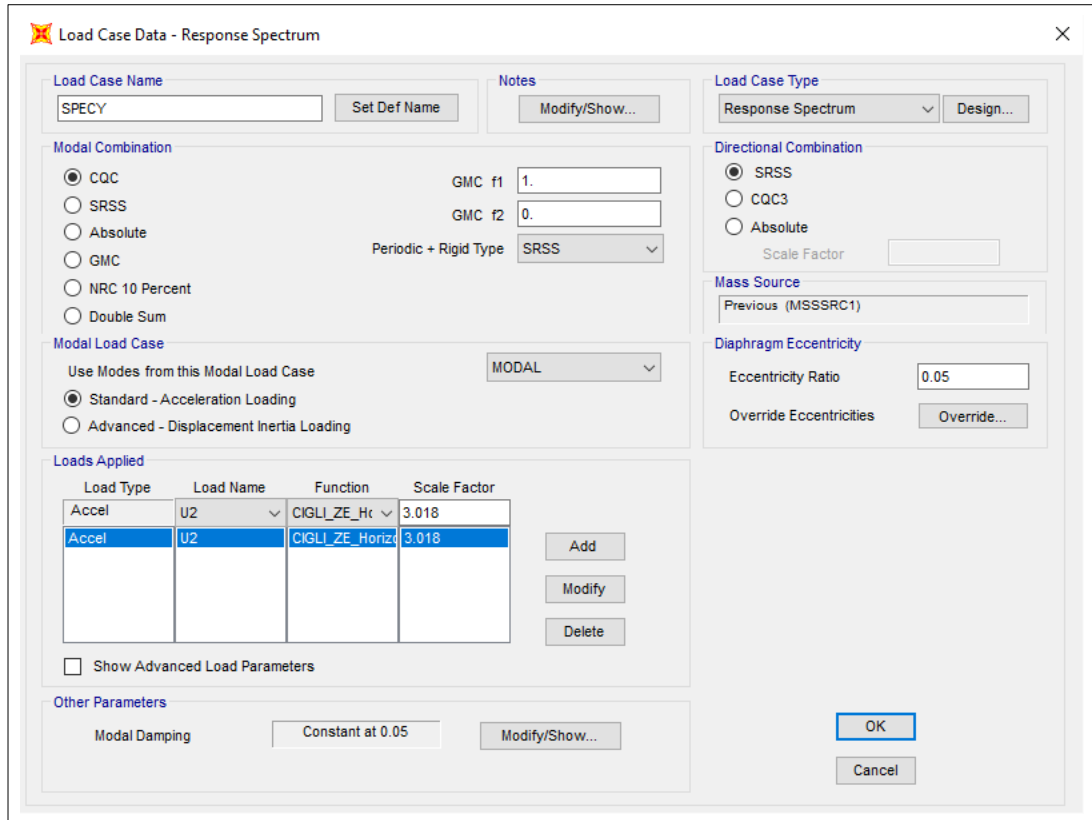 Load Case Data - Response Spectrum
Load Case Name
SPECY
Set Def Name
Notes
Modify/Show...
Load Case Type
Response Spectrum
Design...
Modal Combination
CQC
SRSS
Absolute
GMC
NRC 10 Percent
Double Sum
GMC f1
1.
GMC f2
0.
Periodic + Rigid Type
SRSS
Directional Combination
SRSS
CQC3
Absolute
Scale Factor
Mass Source
Previous (MSSSRC1)
Modal Load Case
Use Modes from this Modal Load Case
MODAL
Standard - Acceleration Loading
Advanced - Displacement Inertia Loading
Diaphragm Eccentricity
Eccentricity Ratio
0.05
Override Eccentricities
Override...
Loads Applied
Load Type Load Name Function Scale Factor
Accel U2 CIGLI_ZE_Hc 3.018
Accel U2 CIGLI_ZE_Horizo 3.018
Add
Modify
Delete
Show Advanced Load Parameters
Other Parameters
Modal Damping
Constant at 0.05
Modify/Show...
OK
Cancel